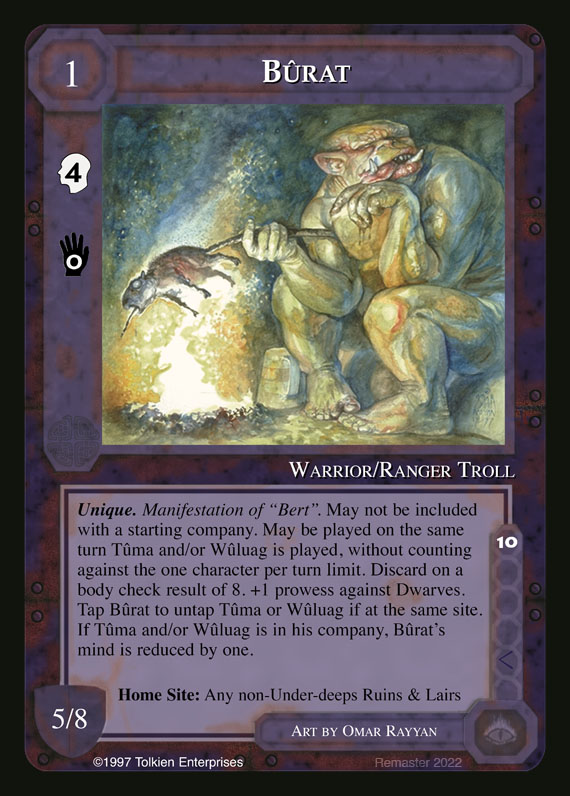 1
BÛRAT
4
0
WARRIOR/RANGER TROLL
Unique. Manifestation of “Bert”. May not be included
with a starting company. May be played on the same
turn Tûma and/or Wûluag is played, without counting
against the one character per turn limit. Discard on a
body check result of 8. +1 prowess against Dwarves.
Tap Bûrat to untap Tûma or Wûluag if at the same site.
If Tûma and/or Wûluag is in his company, Bûrat’s
mind is reduced by one.
10
Home Site: Any non-Under-deeps Ruins & Lairs
5/8
ART BY OMAR RAYYAN
©1997 Tolkien Enterprises
Remaster 2022